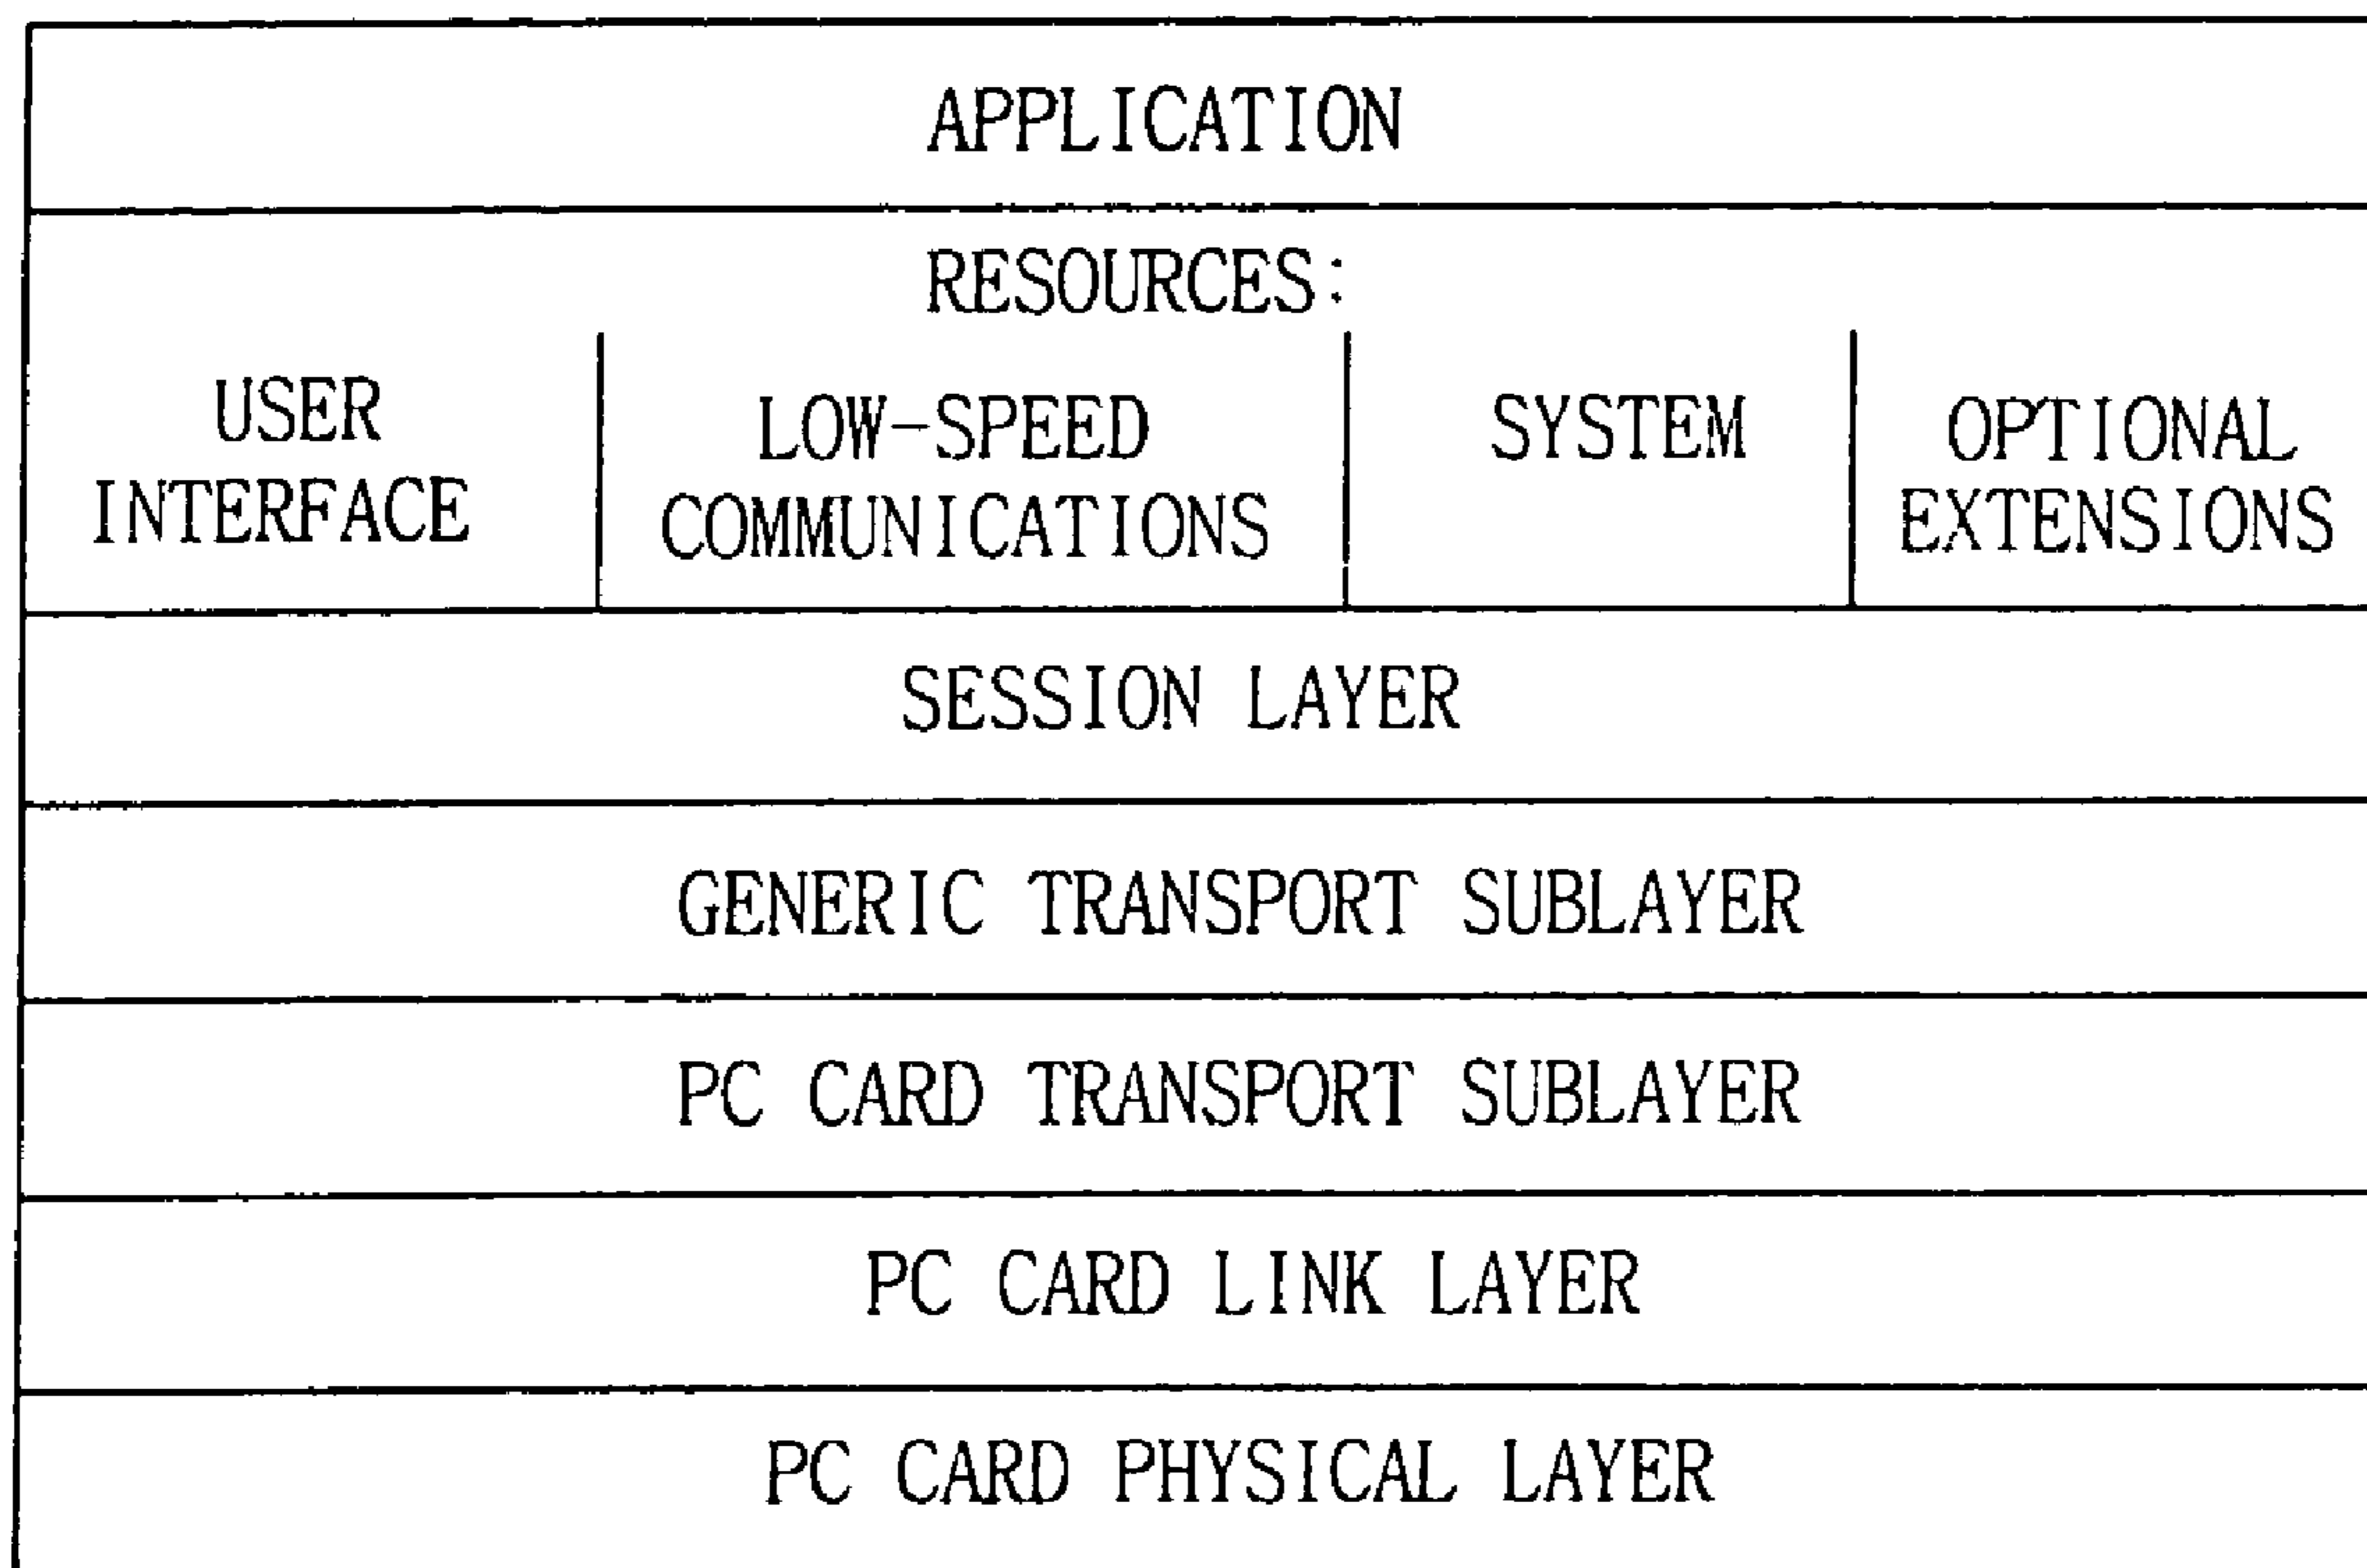 APPLICATION
RESOURCES:
USER
INTERFACE
LOW-SPEED
COMMUNICATIONS
SYSTEM
OPTIONAL
EXTENSIONS
SESSION LAYER
GENERIC TRANSPORT SUBLAYER
PC CARD TRANSPORT SUBLAYER
PC CARD LINK LAYER
PC CARD PHYSICAL LAYER